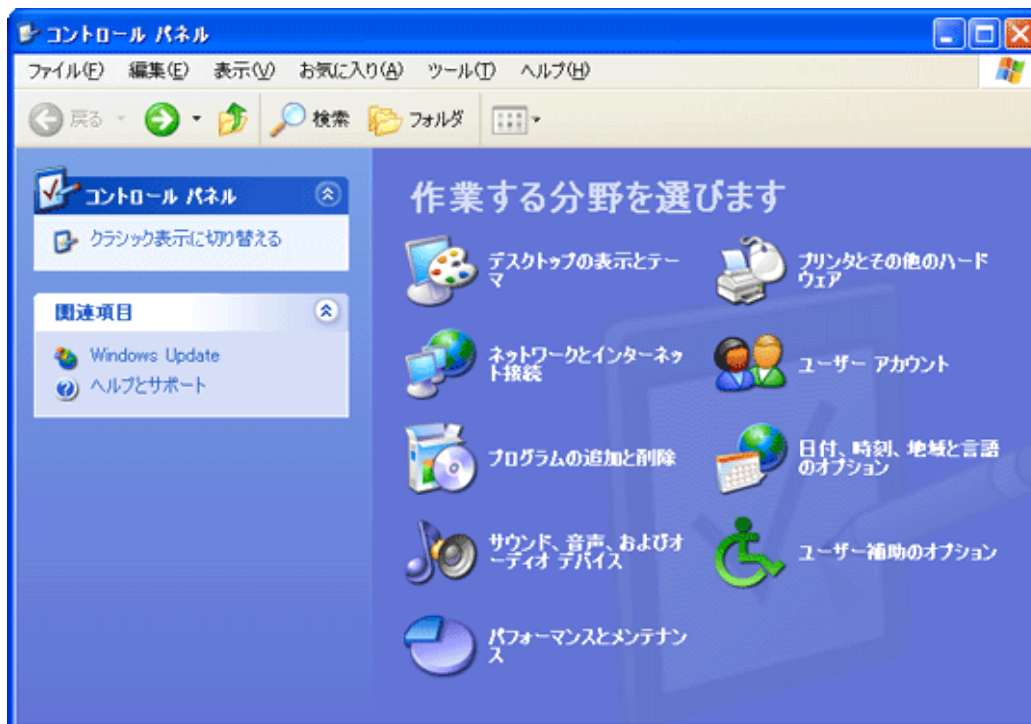 コントロール パネル
ファイル(F) 編集(E) 表示(V) お気に入り(A) ツール(T) ヘルプ(H)
戻る 検索 フォルダ
コントロール パネル
クラシック表示に切り替える
関連項目
Windows Update
ヘルプとサポート
作業する分野を選びます
デスクトップの表示とテー
マ
プリンタとその他のハード
ウェア
ネットワークとインターネッ
ト接続
ユーザー アカウント
プログラムの追加と削除
日付、時刻、地域と言語
のオプション
サウンド、音声、およびオ
ーディオ デバイス
ユーザー補助のオプション
パフォーマンスとメンテナン
ス